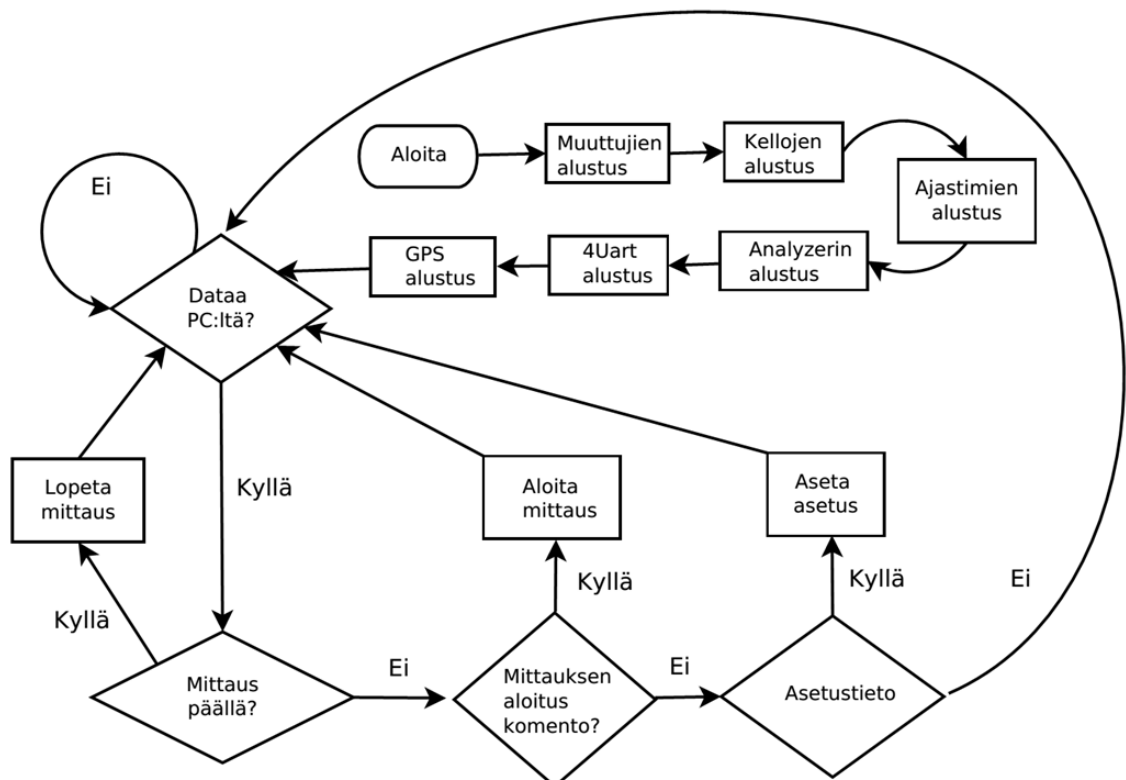 Aloita
Muuttujien
alustus
Kellojen
alustus
Ajastimien
alustus
Analyzerin
alustus
4Uart
alustus
GPS
alustus
Ei
Dataa
PC:ltä?
Kyllä
Lopeta
mittaus
Kyllä
Mittaus
päällä?
Ei
Aloita
mittaus
Kyllä
Mittauksen
aloitus
komento?
Ei
Aseta
asetus
Kyllä
Asetustieto
Ei